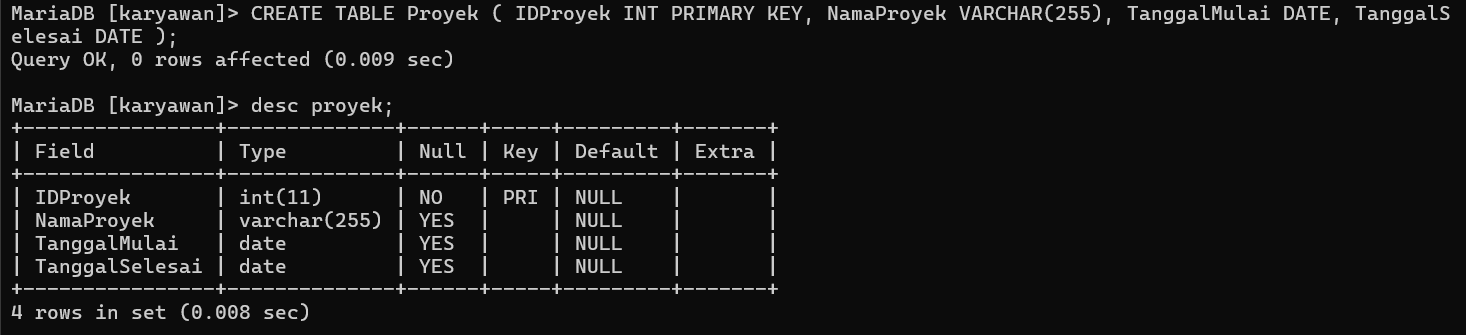 MariaDB [karyawan]> CREATE TABLE Proyek ( IDProyek INT PRIMARY KEY, NamaProyek VARCHAR(255), TanggalMulai DATE, TanggalS
elesai DATE );
Query OK, 0 rows affected (0.009 sec)

MariaDB [karyawan]> desc proyek;
+----------------+--------------+------+-----+---------+-------+
| Field          | Type         | Null | Key | Default | Extra |
+----------------+--------------+------+-----+---------+-------+
| IDProyek       | int(11)      | NO   | PRI | NULL    |       |
| NamaProyek     | varchar(255) | YES  |     | NULL    |       |
| TanggalMulai   | date         | YES  |     | NULL    |       |
| TanggalSelesai | date         | YES  |     | NULL    |       |
+----------------+--------------+------+-----+---------+-------+
4 rows in set (0.008 sec)